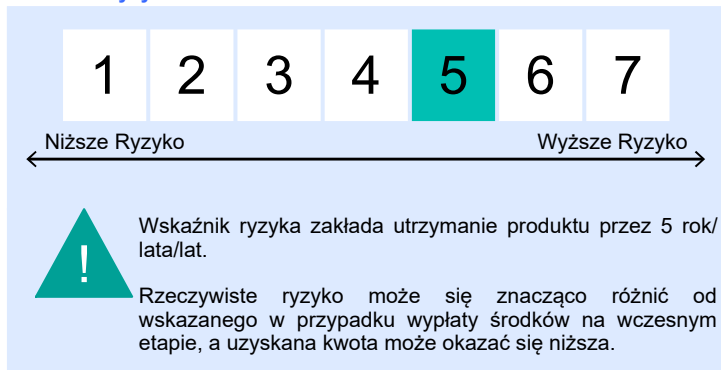 1 2 3 4 5 6 7
Niższe Ryzyko Wyższe Ryzyko
!
Wskaźnik ryzyka zakłada utrzymanie produktu przez 5 rok/
lata/lat.
Rzeczywiste ryzyko może się znacząco różnić od
wskazanego w przypadku wypłaty środków na wczesnym
etapie, a uzyskana kwota może okazać się niższa.